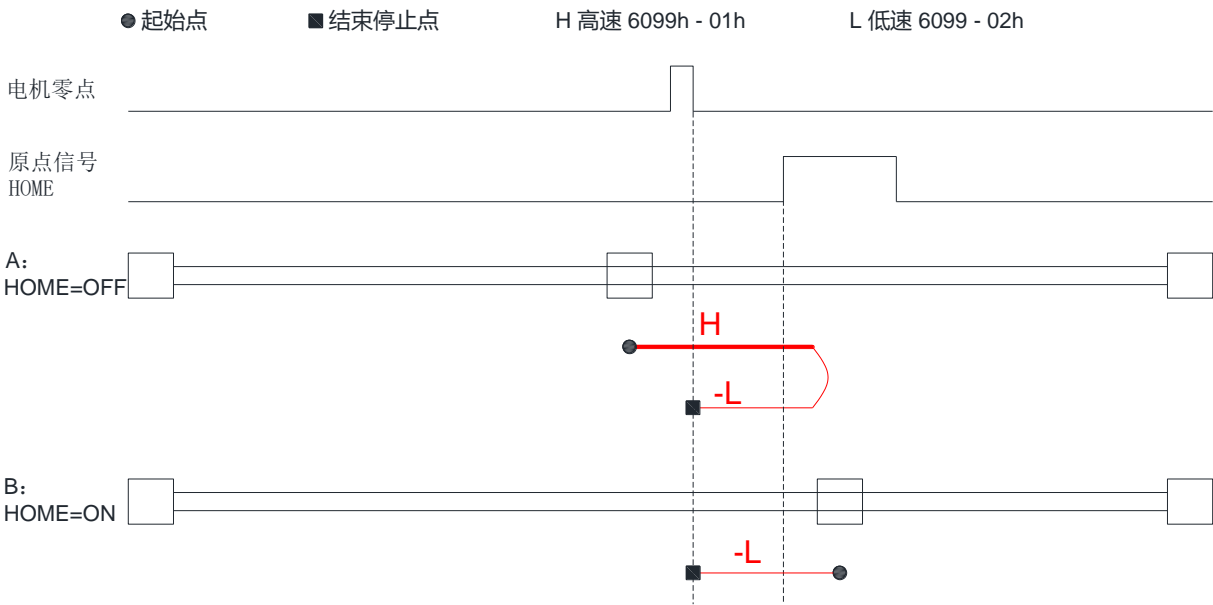 起始点 结束停止点 H 高速 6099h - 01h L 低速 6099 - 02h
电机零点
原点信号
HOME
A:
HOME=OFF
H
-L
B:
HOME=ON
-L